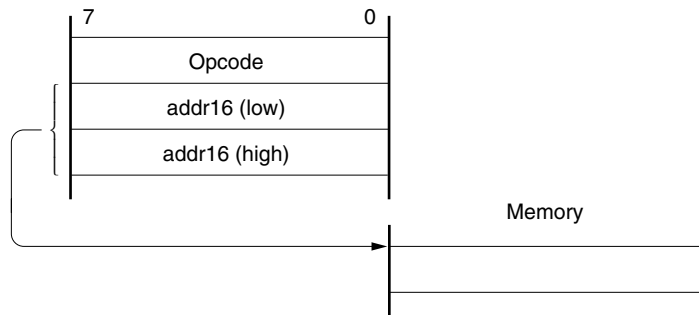 7 0
Opcode
addr16 (low)
addr16 (high)
Memory